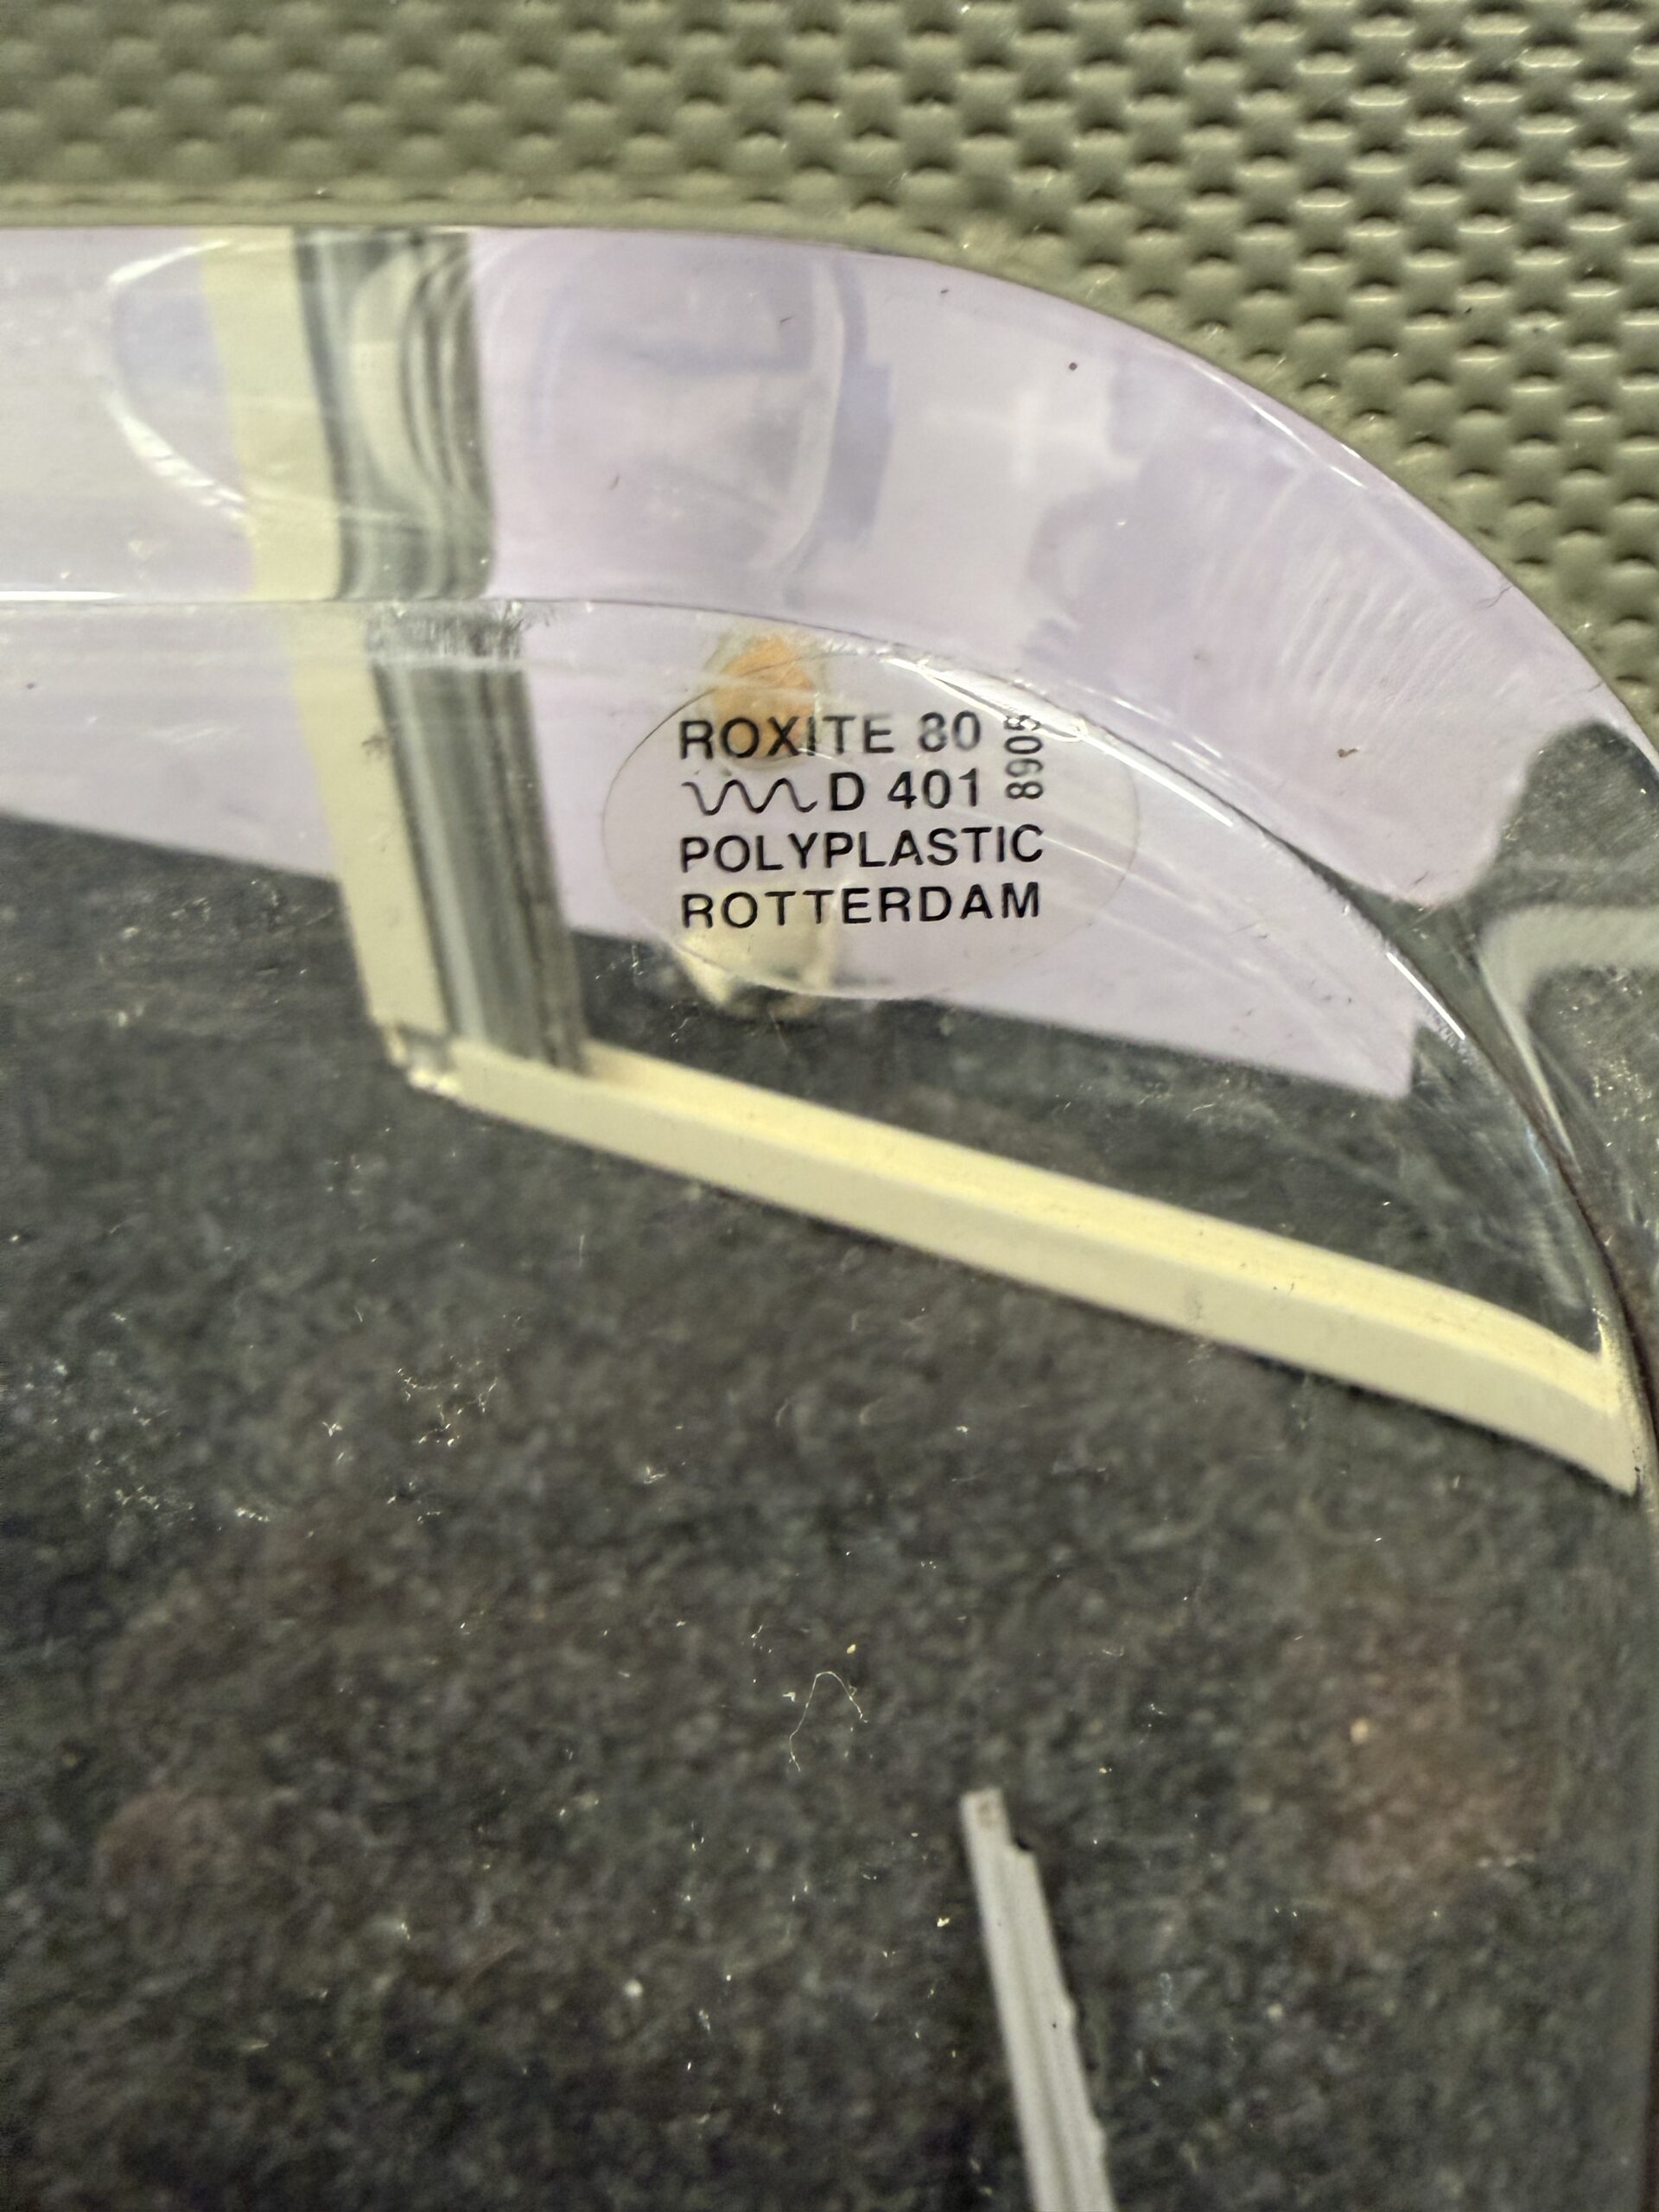 ROXITE 80
D 401
POLYPLASTIC
ROTTERDAM
8905